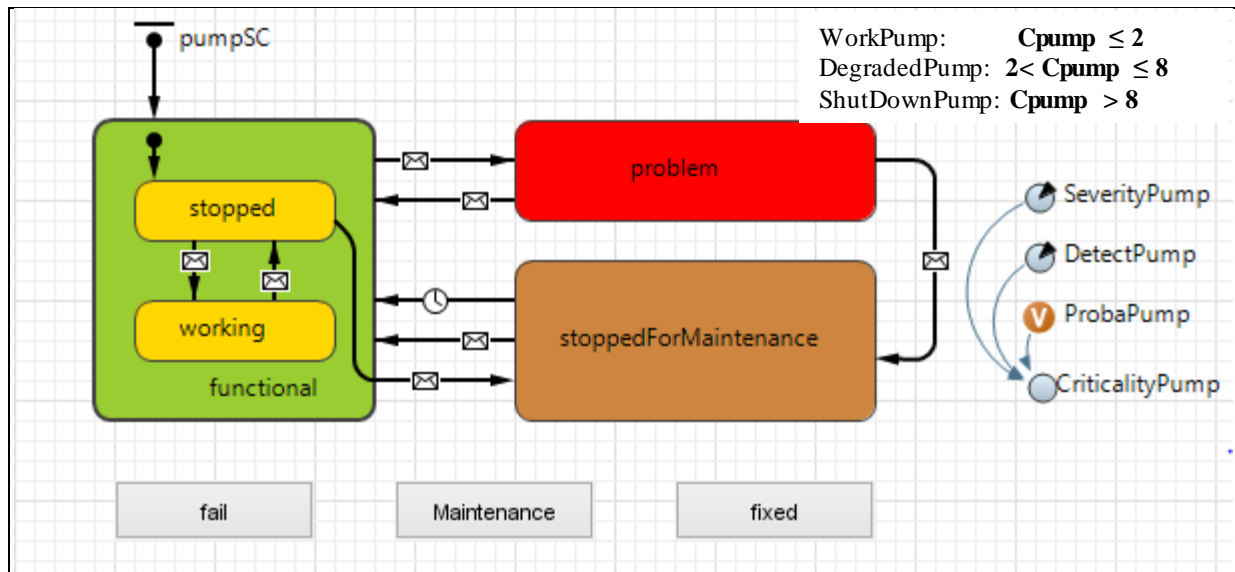 pumpSC
WorkPump: Cpump ≤ 2
DegradedPump: 2< Cpump ≤ 8
ShutDownPump: Cpump > 8
problem
stopped
SeverityPump
DetectPump
V
ProbaPump
working
stoppedForMaintenance
functional
CriticalityPump
fail
Maintenance
fixed